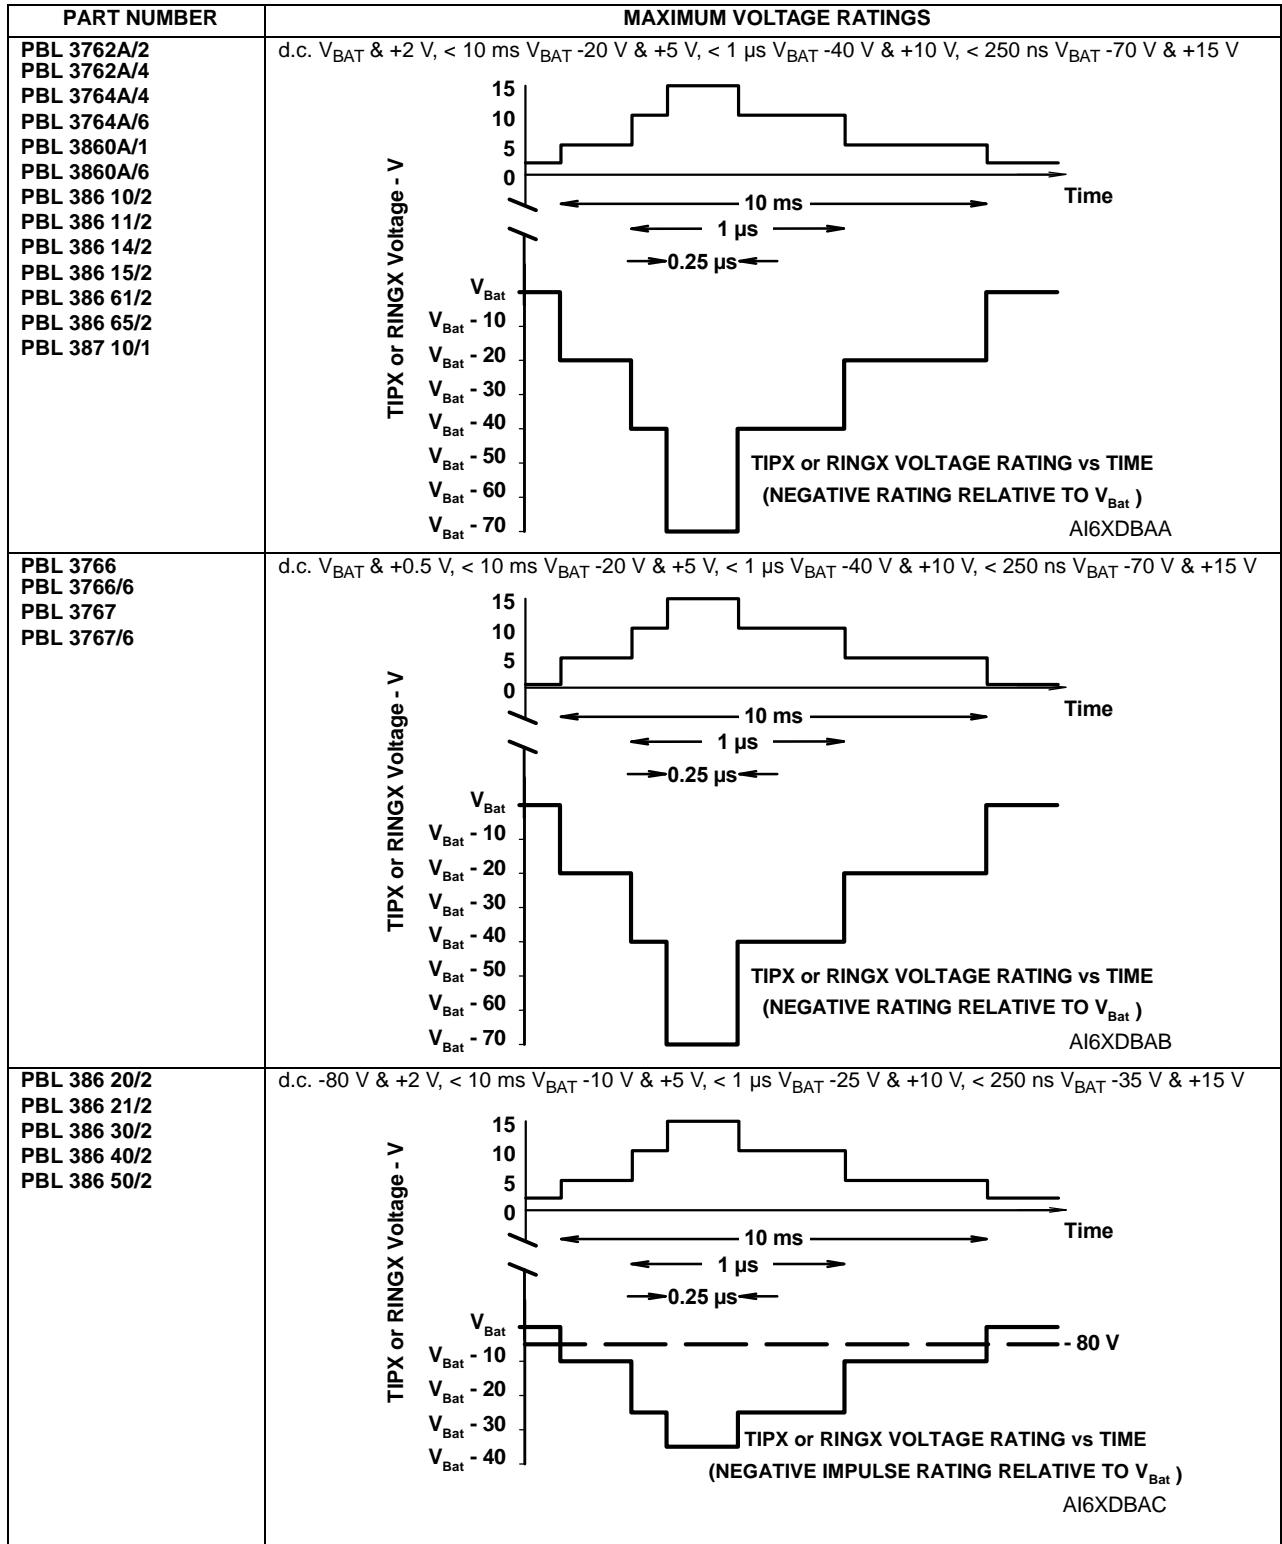 PART NUMBER
MAXIMUM VOLTAGE RATINGS
PBL 3762A/2
PBL 3762A/4
PBL 3764A/4
PBL 3764A/6
PBL 3860A/1
PBL 3860A/6
PBL 386 10/2
PBL 386 11/2
PBL 386 14/2
PBL 386 15/2
PBL 386 61/2
PBL 386 65/2
PBL 387 10/1
d.c. VBAT & +2 V, < 10 ms VBAT -20 V & +5 V, < 1 µs VBAT -40 V & +10 V, < 250 ns VBAT -70 V & +15 V
TIPX or RINGX Voltage - V
15
10
5
0
Time
10 ms
1 µs
0.25 µs
VBat
VBat - 10
VBat - 20
VBat - 30
VBat - 40
VBat - 50
VBat - 60
VBat - 70
TIPX or RINGX VOLTAGE RATING vs TIME
(NEGATIVE RATING RELATIVE TO VBat )
AI6XDBAA
PBL 3766
PBL 3766/6
PBL 3767
PBL 3767/6
d.c. VBAT & +0.5 V, < 10 ms VBAT -20 V & +5 V, < 1 µs VBAT -40 V & +10 V, < 250 ns VBAT -70 V & +15 V
TIPX or RINGX Voltage - V
15
10
5
0
Time
10 ms
1 µs
0.25 µs
VBat
VBat - 10
VBat - 20
VBat - 30
VBat - 40
VBat - 50
VBat - 60
VBat - 70
TIPX or RINGX VOLTAGE RATING vs TIME
(NEGATIVE RATING RELATIVE TO VBat )
AI6XDBAB
PBL 386 20/2
PBL 386 21/2
PBL 386 30/2
PBL 386 40/2
PBL 386 50/2
d.c. -80 V & +2 V, < 10 ms VBAT -10 V & +5 V, < 1 µs VBAT -25 V & +10 V, < 250 ns VBAT -35 V & +15 V
TIPX or RINGX Voltage - V
15
10
5
0
Time
10 ms
1 µs
0.25 µs
VBat
- 80 V
VBat - 10
VBat - 20
VBat - 30
VBat - 40
TIPX or RINGX VOLTAGE RATING vs TIME
(NEGATIVE IMPULSE RATING RELATIVE TO VBat )
AI6XDBAC